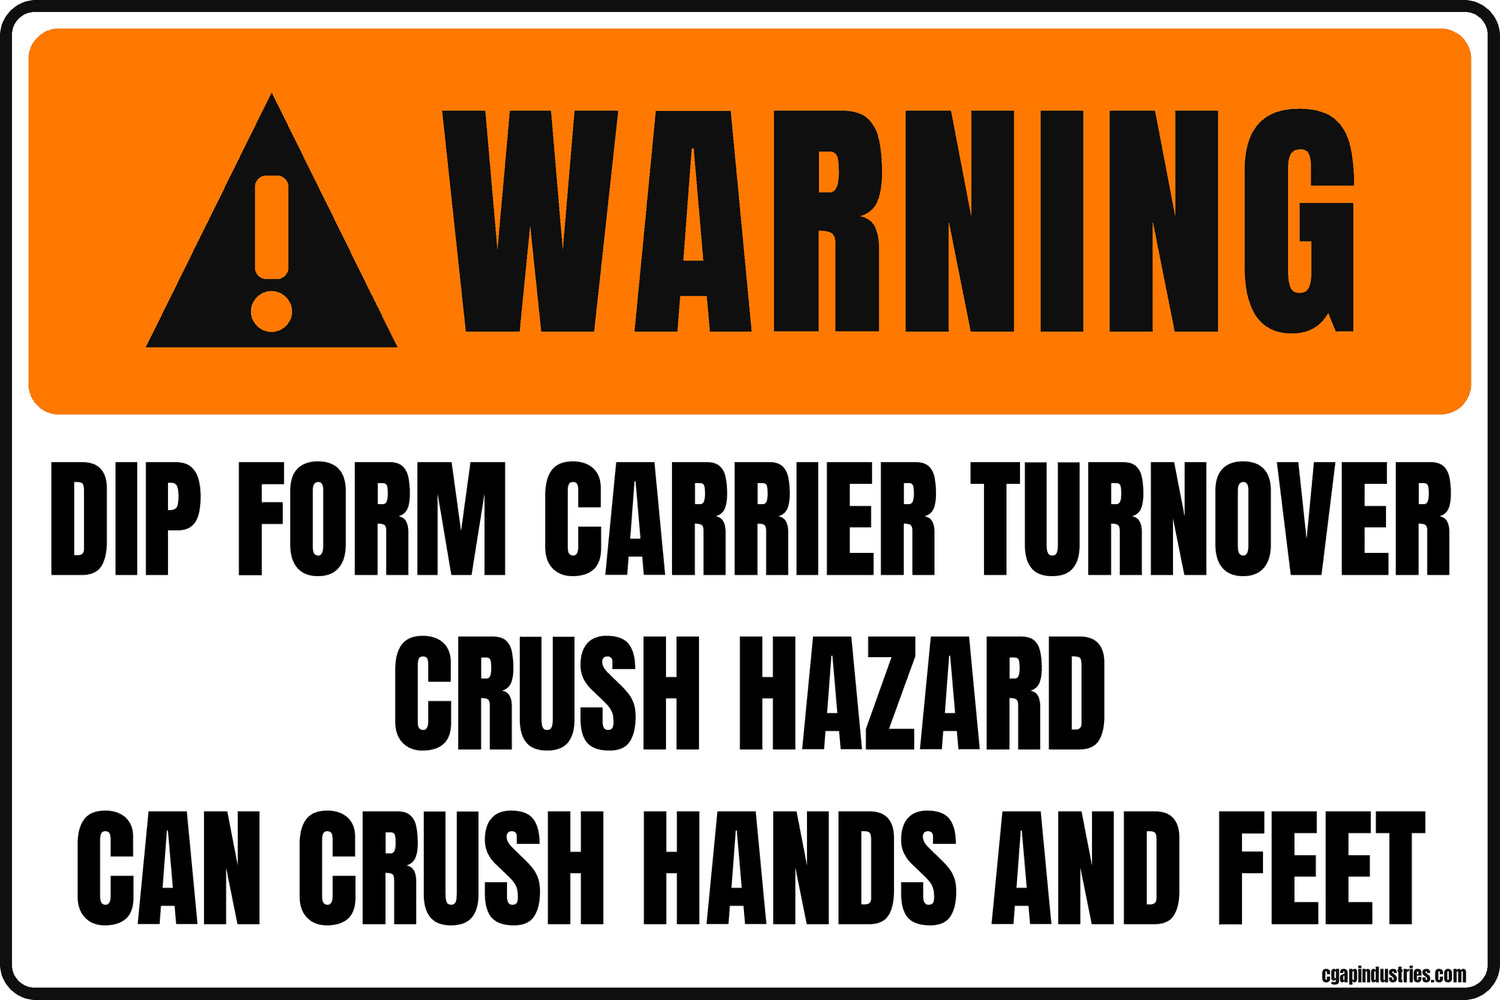 WARNING
DIP FORM CARRIER TURNOVER
CRUSH HAZARD
CAN CRUSH HANDS AND FEET
cgapindustries.com